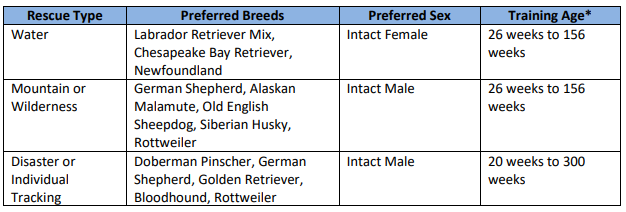 Rescue Type Preferred Breeds Preferred Sex Training Age*
Water Labrador Retriever Mix, Intact Female 26 weeks to 156
Chesapeake Bay Retriever, weeks
Newfoundland
Mountain or German Shepherd, Alaskan Intact Male 26 weeks to 156
Wilderness Malamute, Old English weeks
Sheepdog, Siberian Husky,
Rottweiler
Disaster or Doberman Pinscher, German Intact Male 20 weeks to 300
Individual Shepherd, Golden Retriever, weeks
Tracking Bloodhound, Rottweiler